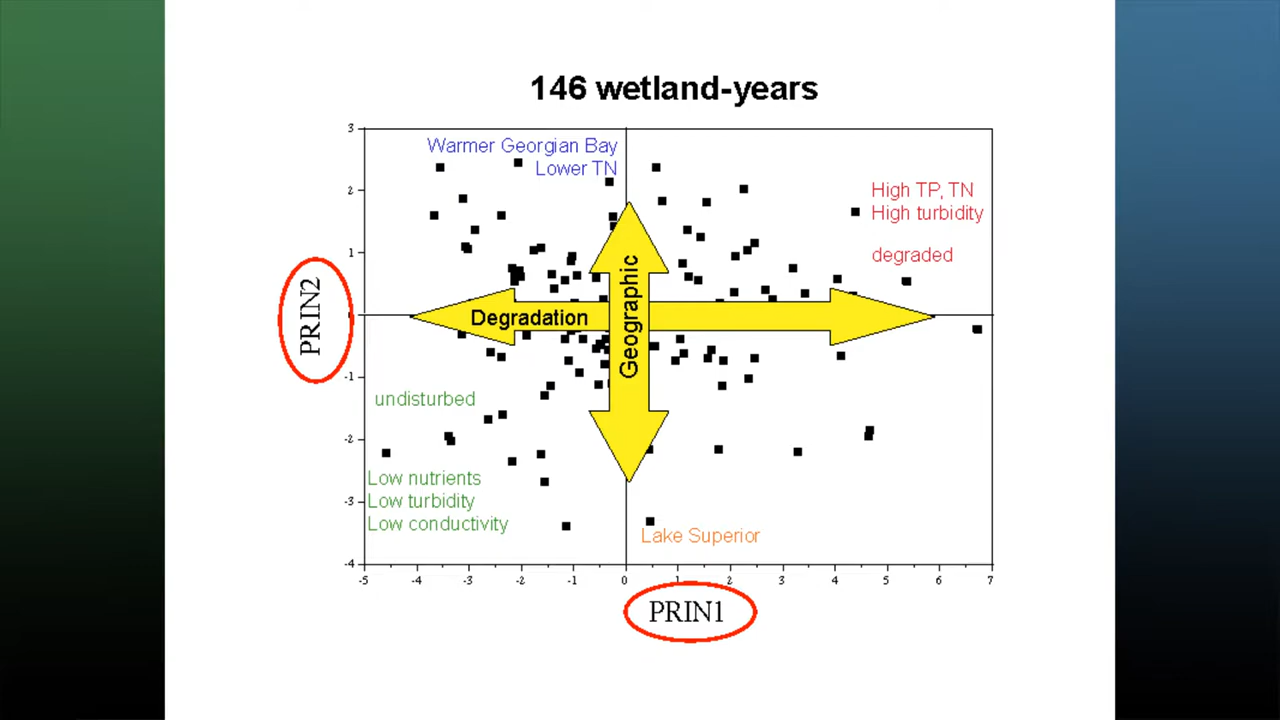 146 wetland-years
3
2
1
-1
-2
-3
-4
PRIN2
Warmer Georgian Bay
Lower TN
High TP, TN
High turbidity
degraded
Degradation
Geographic
undisturbed
Low nutrients
Low turbidity
Low conductivity
Lake Superior
-5 -4 -3 -2 -1 0 1 2 3 4 5 6 7
PRIN1